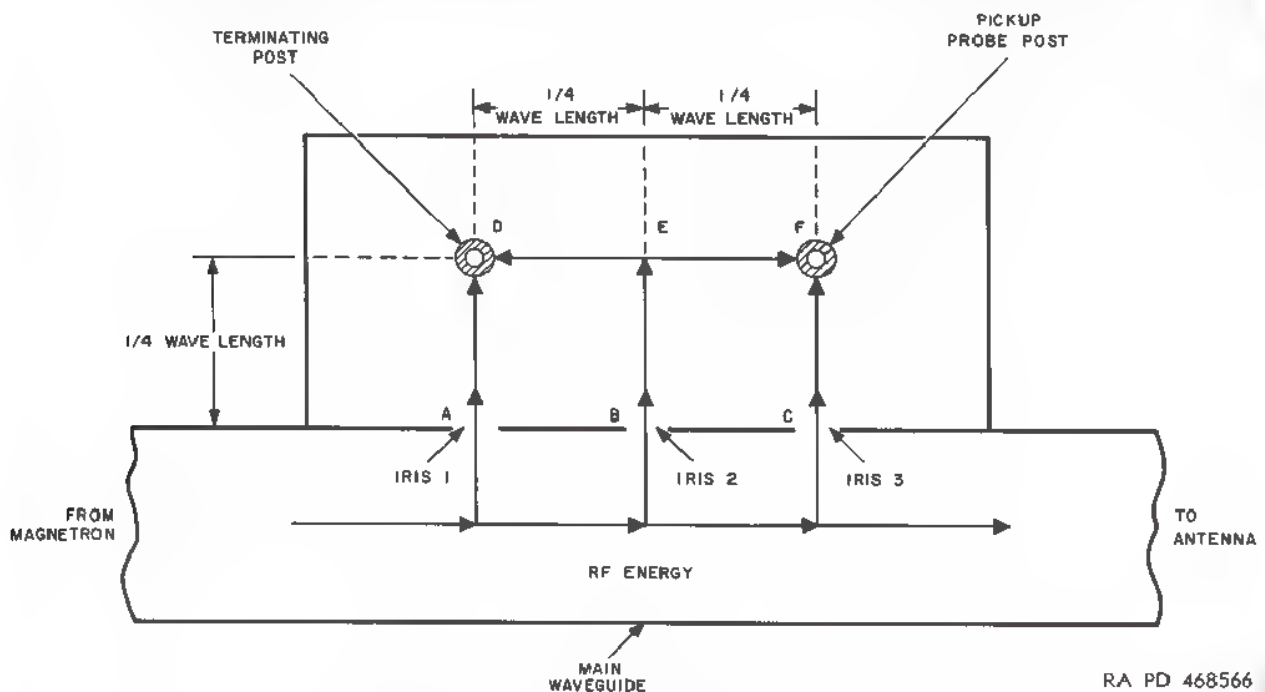 TERMINATING
POST
PICKUP
PROBE POST
1/4
WAVE LENGTH
1/4
WAVE LENGTH
D
E
F
1/4 WAVE LENGTH
A
B
C
IRIS 1
IRIS 2
IRIS 3
FROM
MAGNETRON
TO
ANTENNA
RF ENERGY
MAIN
WAVEGUIDE
RA PD 468566